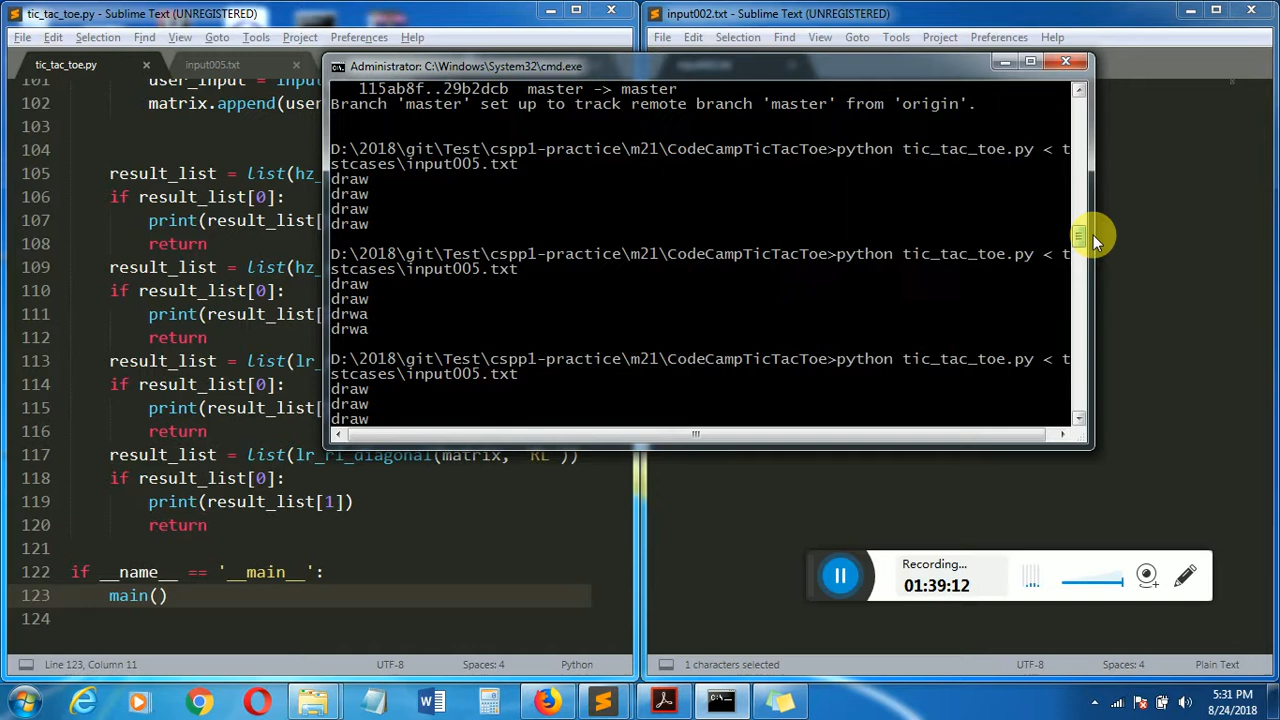 tic_tac_toe.py - Sublime Text (UNREGISTERED)
File Edit Selection Find View Goto Tools Project Preferences Help
tic_tac_toe.py
input005.txt
101 user_input = input
102 matrix.append(user_
103
104
105 result_list = list(hz_
106 if result_list[0]:
107 print(result_list[
108 return
109 result_list = list(hz_
110 if result_list[0]:
111 print(result_list[
112 return
113 result_list = list(lr_
114 if result_list[0]:
115 print(result_list[
116 return
117 result_list = list(lr_rl_diagonal(matrix, 'RL'))
118 if result_list[0]:
119 print(result_list[1])
120 return
121
122 if __name__ == '__main__':
123 main()
124
Line 123, Column 11
UTF-8
Spaces: 4
Python
input002.txt - Sublime Text (UNREGISTERED)
File Edit Selection Find View Goto Tools Project Preferences Help
1 characters selected
UTF-8
Spaces: 4
Plain Text
Administrator: C:\Windows\System32\cmd.exe
115ab8f..29b2dcb master -> master
Branch 'master' set up to track remote branch 'master' from 'origin'.
D:\2018\git\Test\cspp1-practice\m21\CodeCampTicTacToe>python tic_tac_toe.py < t
stcases\input005.txt
draw
draw
draw
draw
D:\2018\git\Test\cspp1-practice\m21\CodeCampTicTacToe>python tic_tac_toe.py < t
stcases\input005.txt
draw
draw
drwa
drwa
D:\2018\git\Test\cspp1-practice\m21\CodeCampTicTacToe>python tic_tac_toe.py < t
stcases\input005.txt
draw
draw
draw
Recording...
01:39:12
5:31 PM
8/24/2018